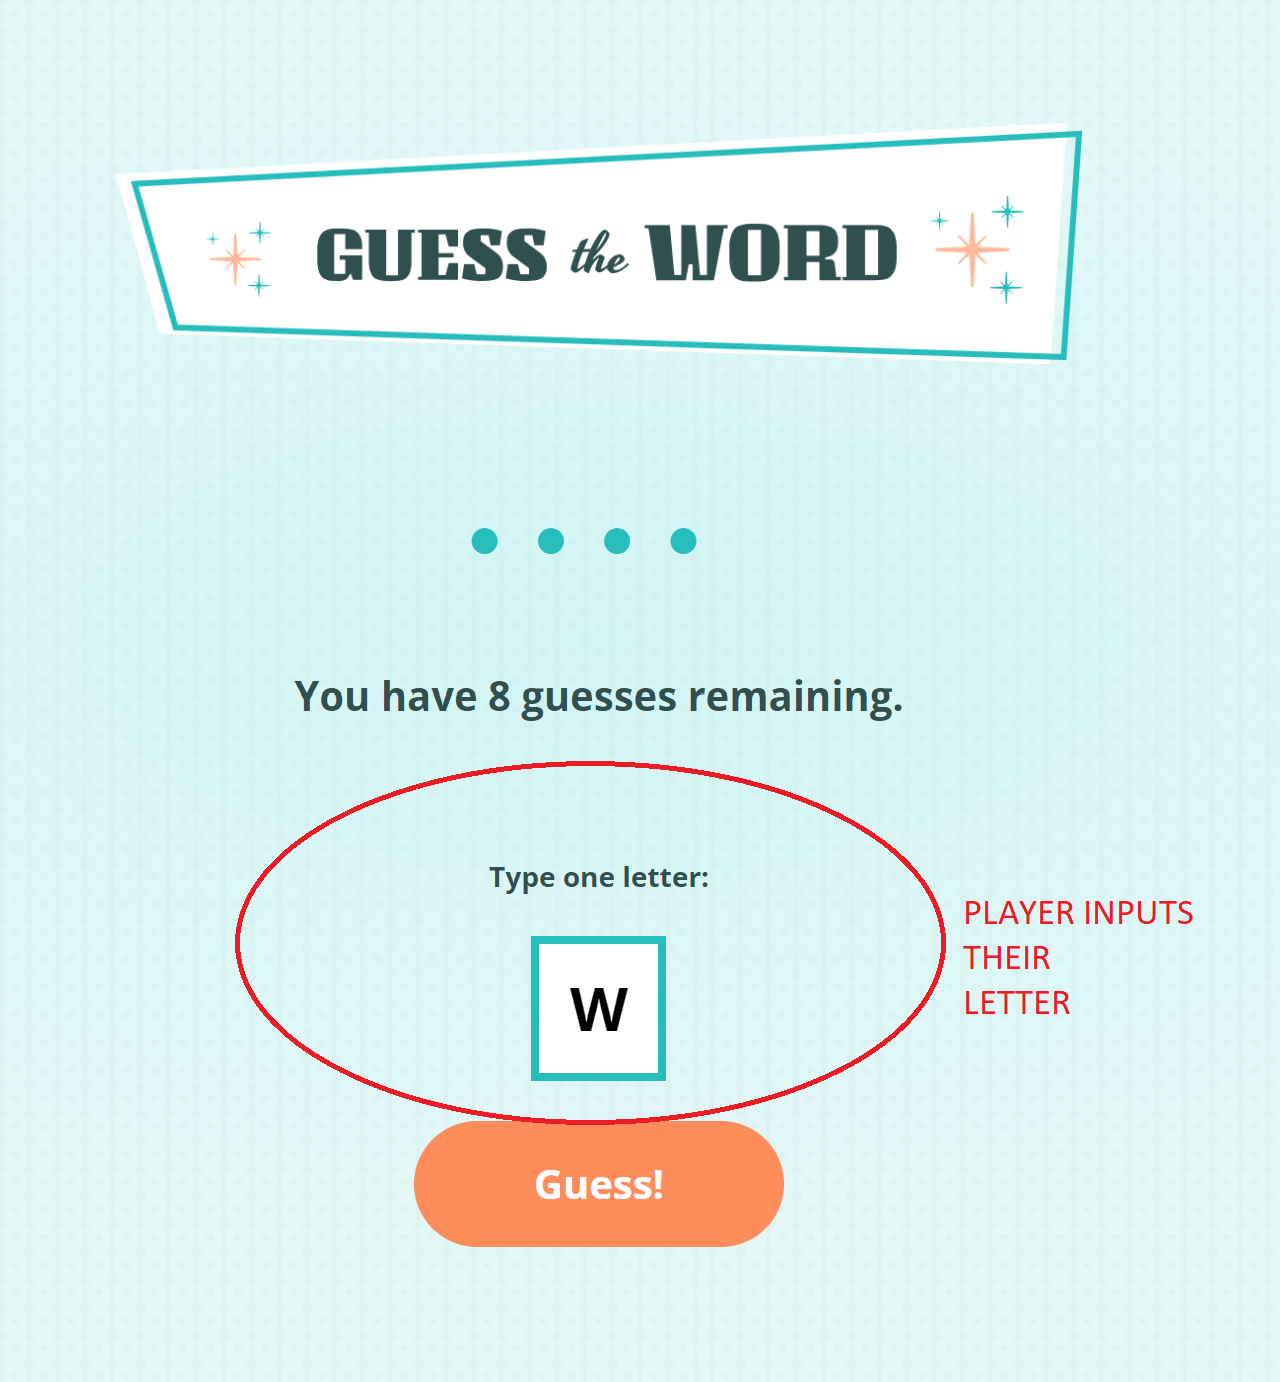 GUESS the WORD
● ● ● ●
You have 8 guesses remaining.
Type one letter:
W
PLAYER INPUTS
THEIR
LETTER
Guess!